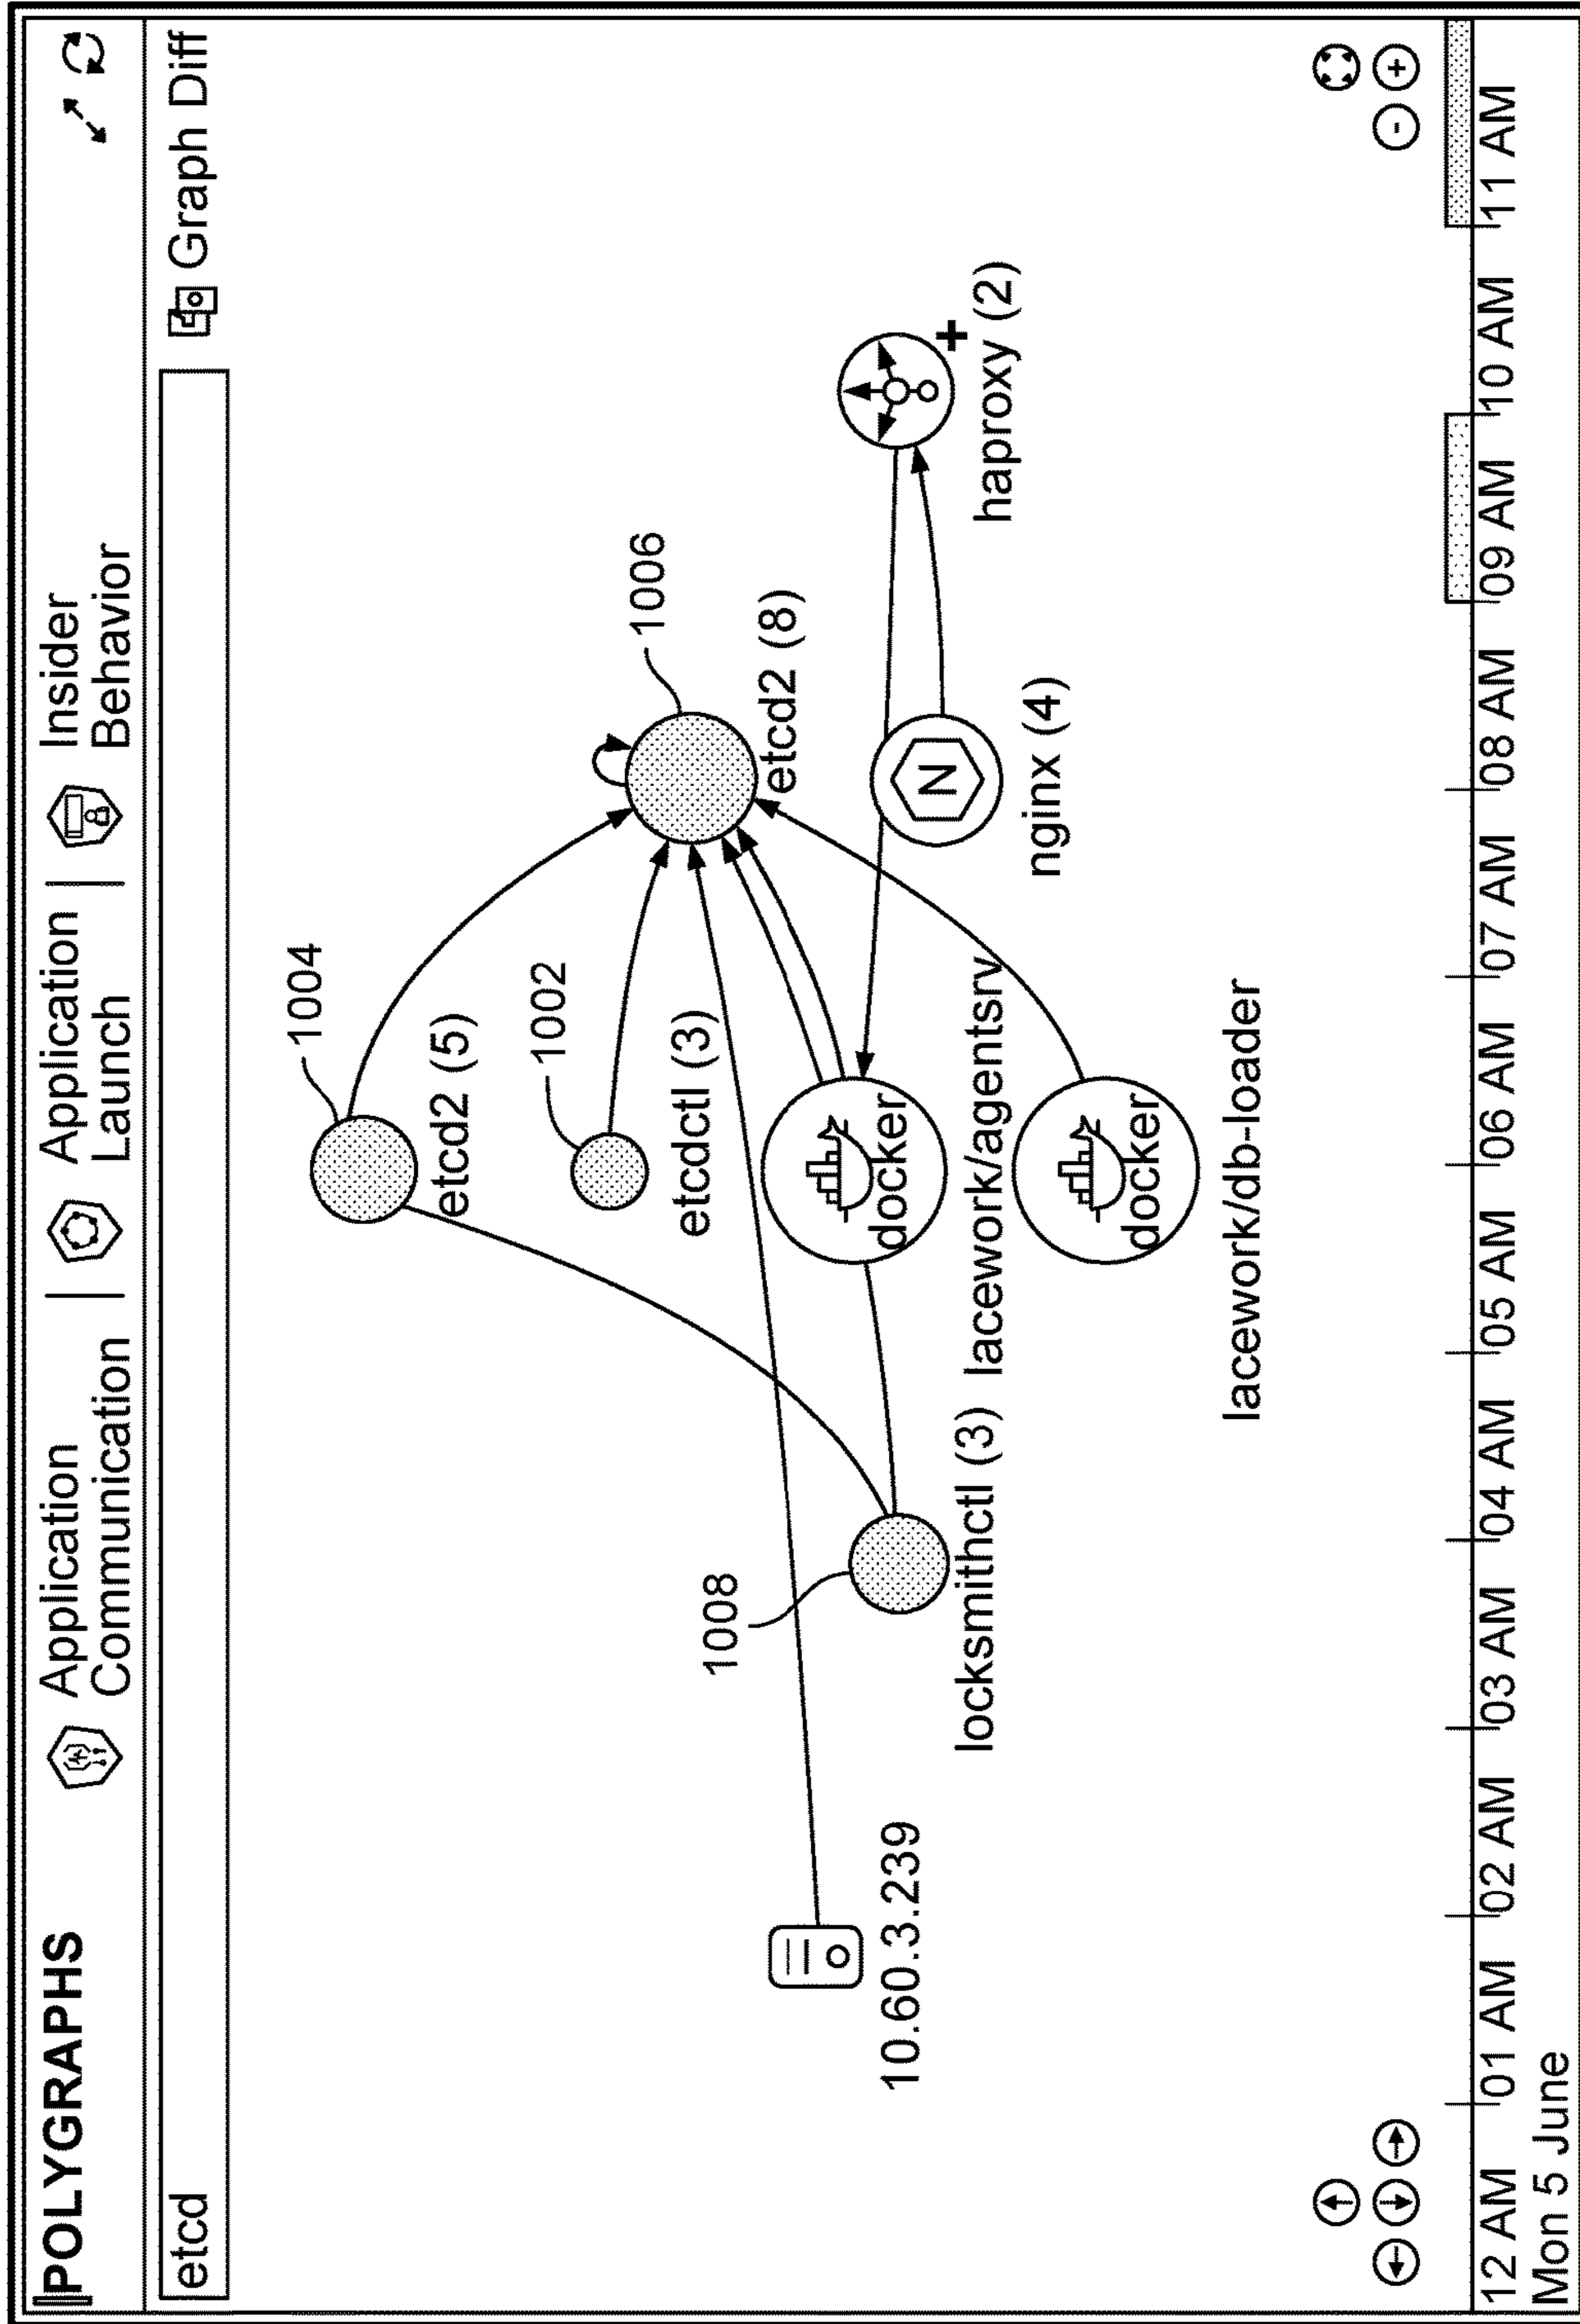 POLYGRAPHS
Application
Communication
Application
Launch
Insider
Behavior
etcd
Graph Diff
1004
etcd2 (5)
1002
etcdctl (3)
1006
etcd2 (8)
1008
locksmithctl (3)
10.60.3.239
docker
lacework/agentsrv
docker
lacework/db-loader
N
nginx (4)
+
haproxy (2)
-
+
12 AM 01 AM 02 AM 03 AM 04 AM 05 AM 06 AM 07 AM 08 AM 09 AM 10 AM 11 AM
Mon 5 June